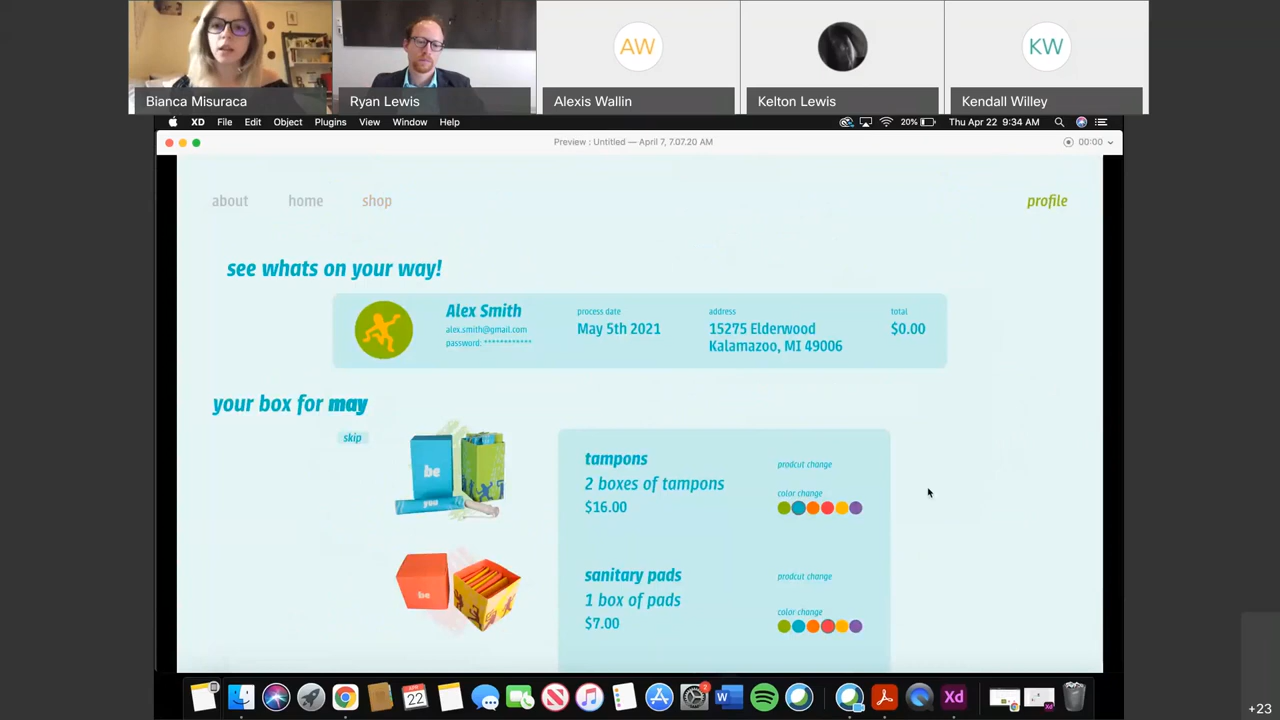 AW
KW
Bianca Misuraca
Ryan Lewis
Alexis Wallin
Kelton Lewis
Kendall Willey
XD File Edit Object Plugins View Window Help
20% Thu Apr 22 9:34 AM
Preview : Untitled — April 7, 7.07.20 AM
00:00
about home shop profile
see whats on your way!
Alex Smith
alex.smith@gmail.com
password: ************
process date
May 5th 2021
address
15275 Elderwood
Kalamazoo, MI 49006
total
$0.00
your box for may
skip
be
you
tampons
2 boxes of tampons
$16.00
prodcut change
color change
be
sanitary pads
1 box of pads
$7.00
prodcut change
color change
22
2
W
Xd
+23